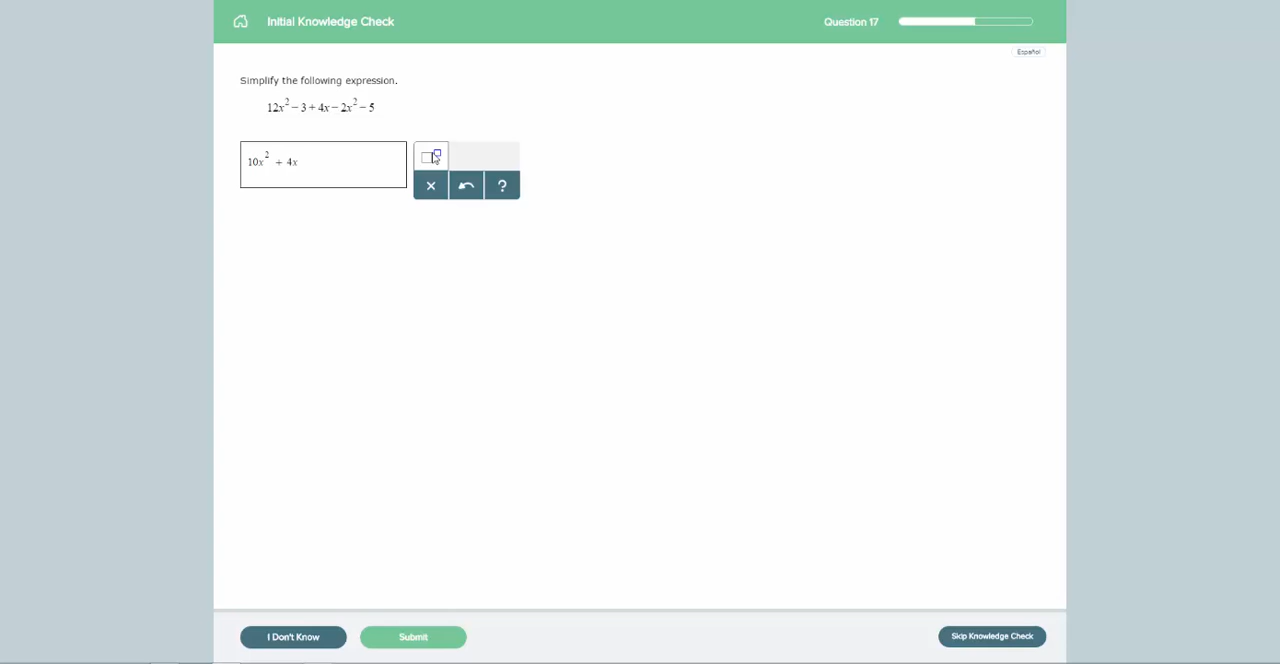 Initial Knowledge Check
Question 17
Español
Simplify the following expression.
12x² − 3 + 4x − 2x² − 5
10x² + 4x
I Don't Know
Submit
Skip Knowledge Check